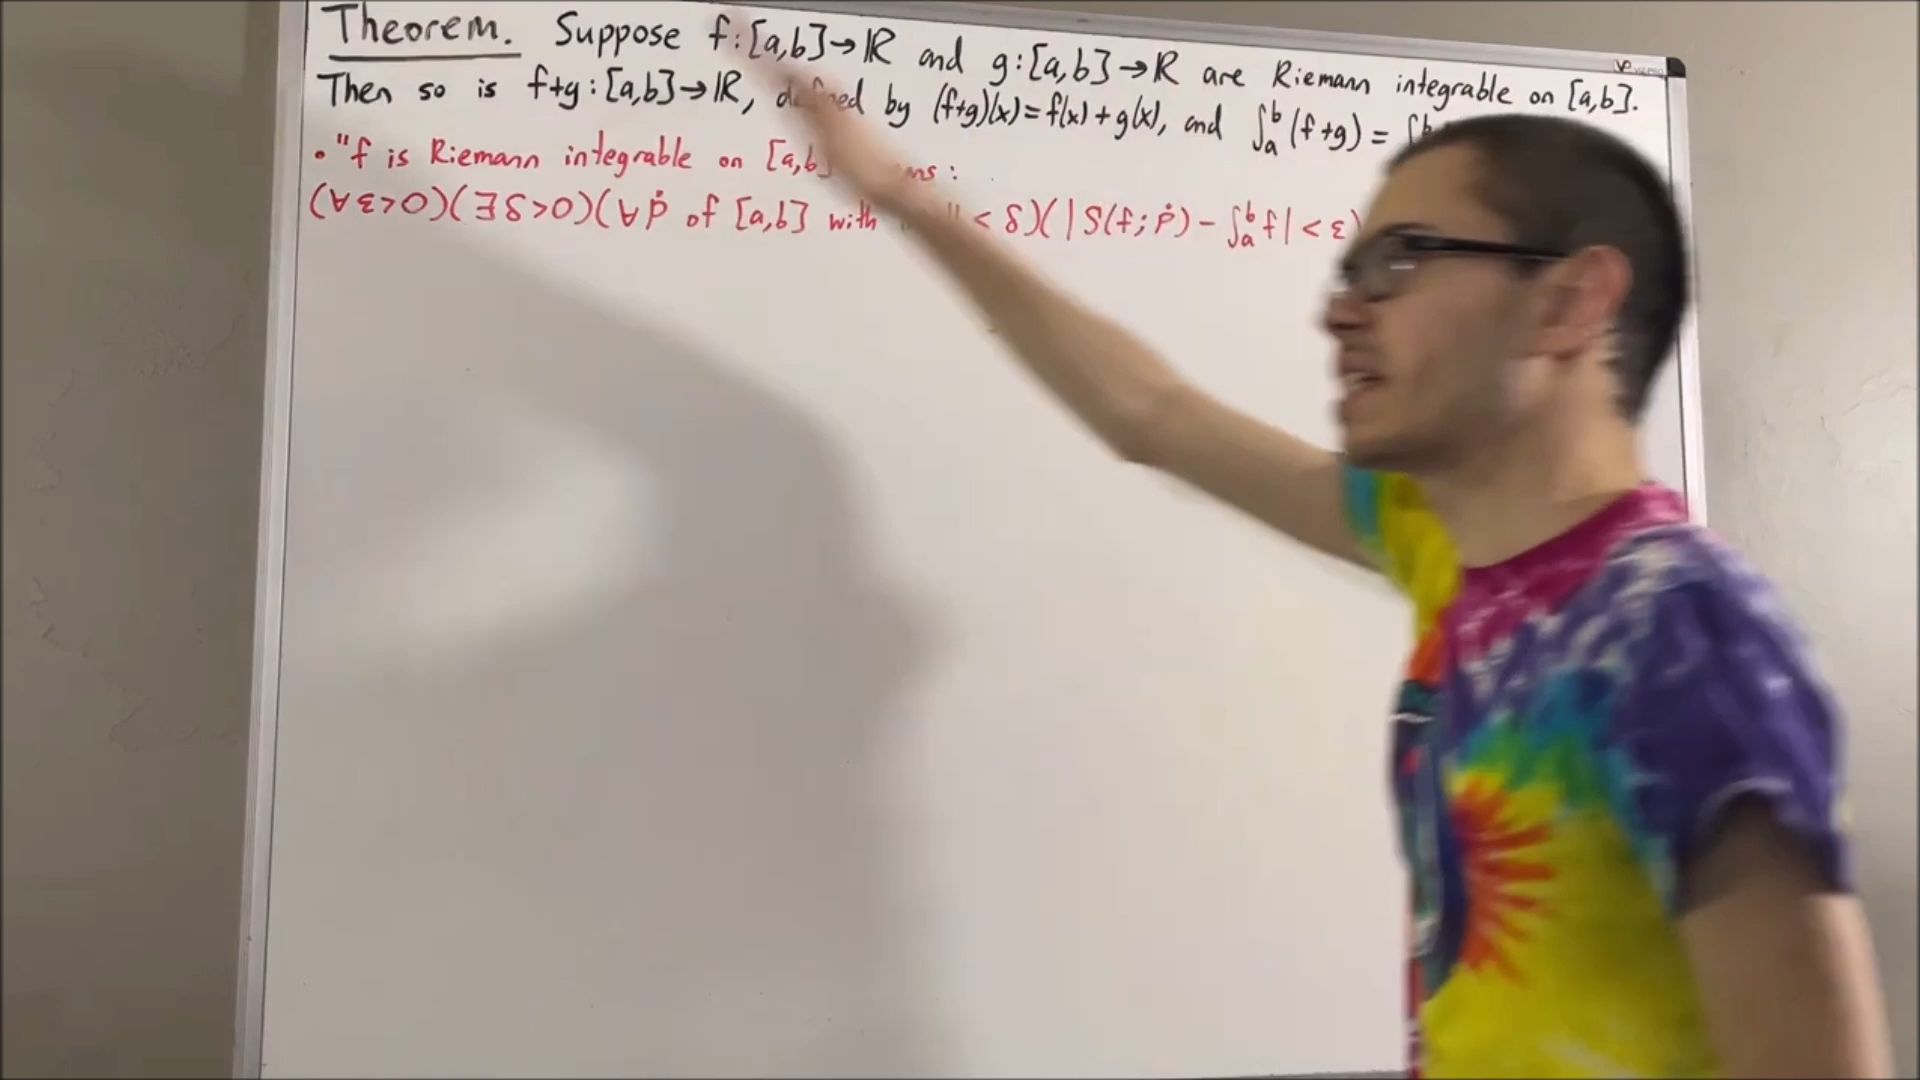 Theorem. Suppose f:[a,b]→ℝ and g:[a,b]→ℝ are Riemann integrable on [a,b].
Then so is f+g:[a,b]→ℝ, defined by (f+g)(x)=f(x)+g(x), and ∫ₐᵇ(f+g) = ∫ᵇ
• "f is Riemann integrable on [a,b] :
(∀ε>0)(∃δ>0)(∀Ṗ of [a,b] with < δ)(|S(f;Ṗ) - ∫ₐᵇf| < ε)